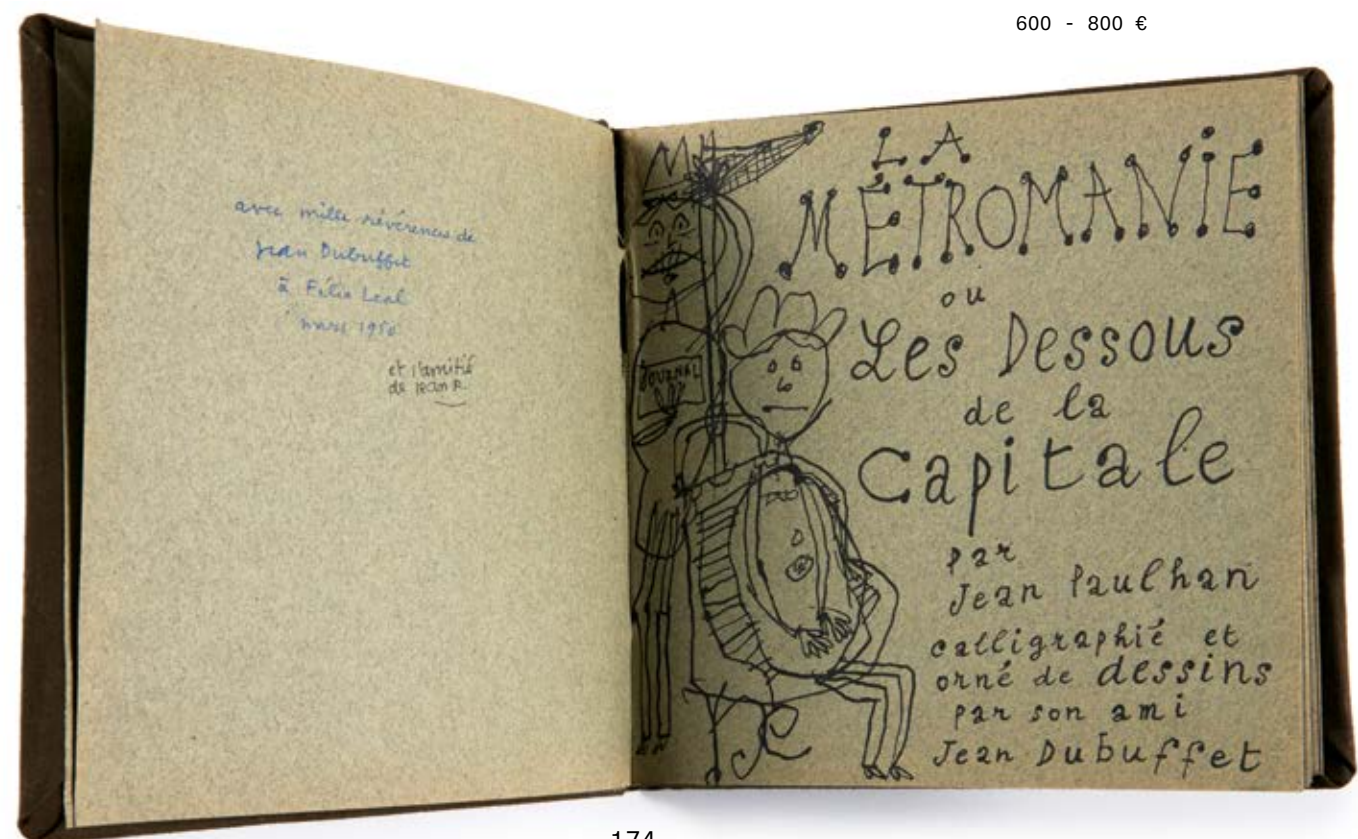 600 - 800 €
avec mille révérences de
Jean Dubuffet
à Félix Leal
mars 1950
et l'amitié
de Jean P.
JOURNAL
LA
MÉTROMANIE
ou
Les Dessous
de la
Capitale
par
Jean Paulhan
calligraphié et
orné de dessins
par son ami
Jean Dubuffet
174